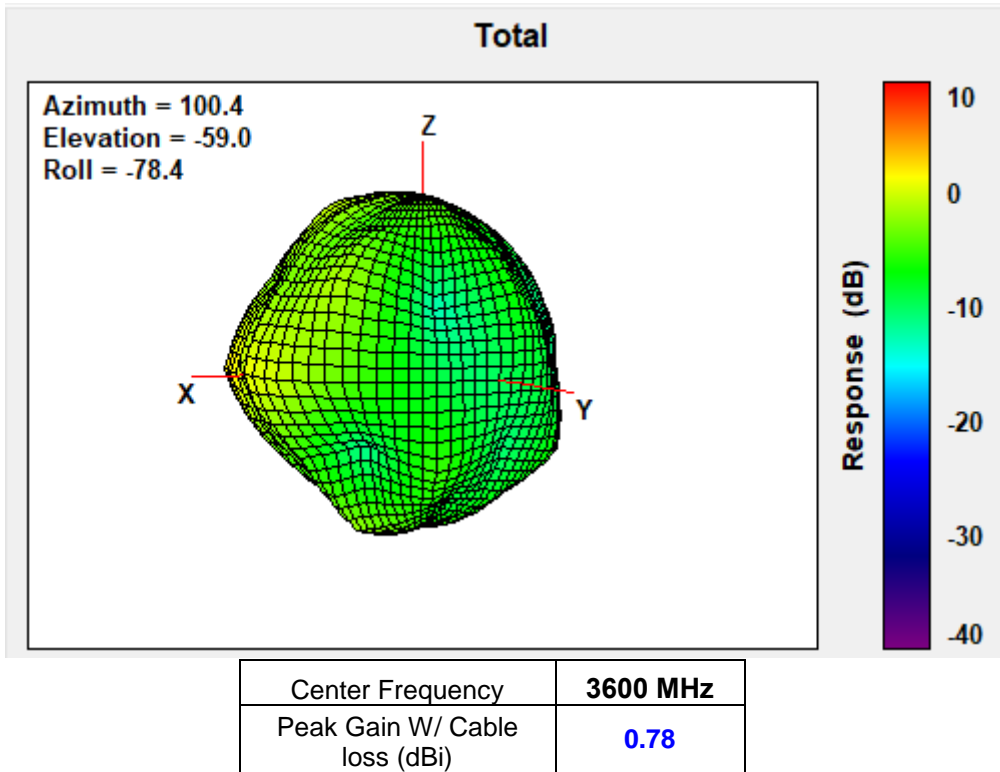 Total
Azimuth = 100.4
Elevation = -59.0
Roll = -78.4
Z
X
Y
10
0
-10
-20
-30
-40
Response (dB)
Center Frequency 3600 MHz
Peak Gain W/ Cable
loss (dBi) 0.78